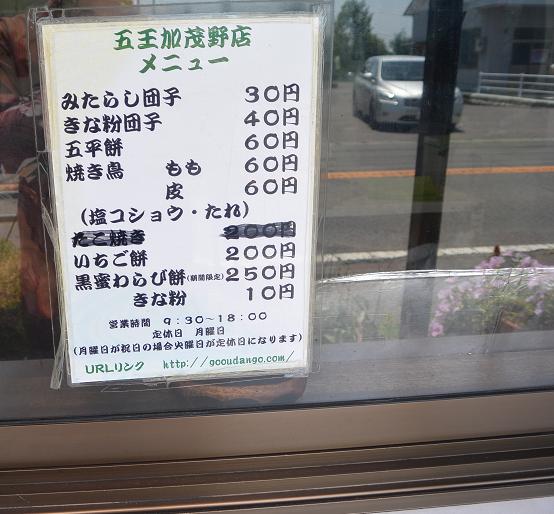 五王加茂野店
メニュー
みたらし団子 30円
きな粉団子 40円
五平餅 60円
焼き鳥 もも 60円
皮 60円
（塩コショウ・たれ）
たこ焼き 200円
いちご餅 200円
黒蜜わらび餅(期間限定) 250円
きな粉 10円
営業時間 9:30～18:00
定休日 月曜日
(月曜日が祝日の場合火曜日が定休日になります)
URLリンク http://gooudango.com/